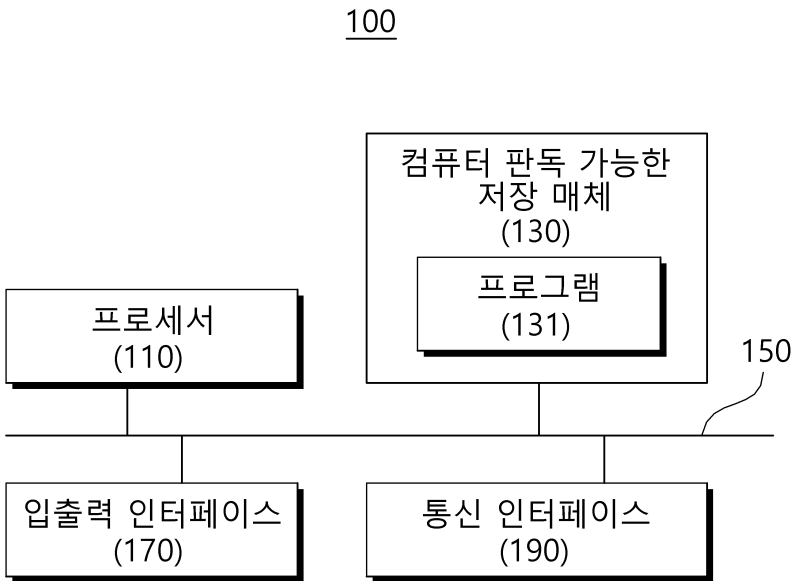 100
컴퓨터 판독 가능한
저장 매체
(130)
프로그램
(131)
프로세서
(110)
150
입출력 인터페이스
(170)
통신 인터페이스
(190)